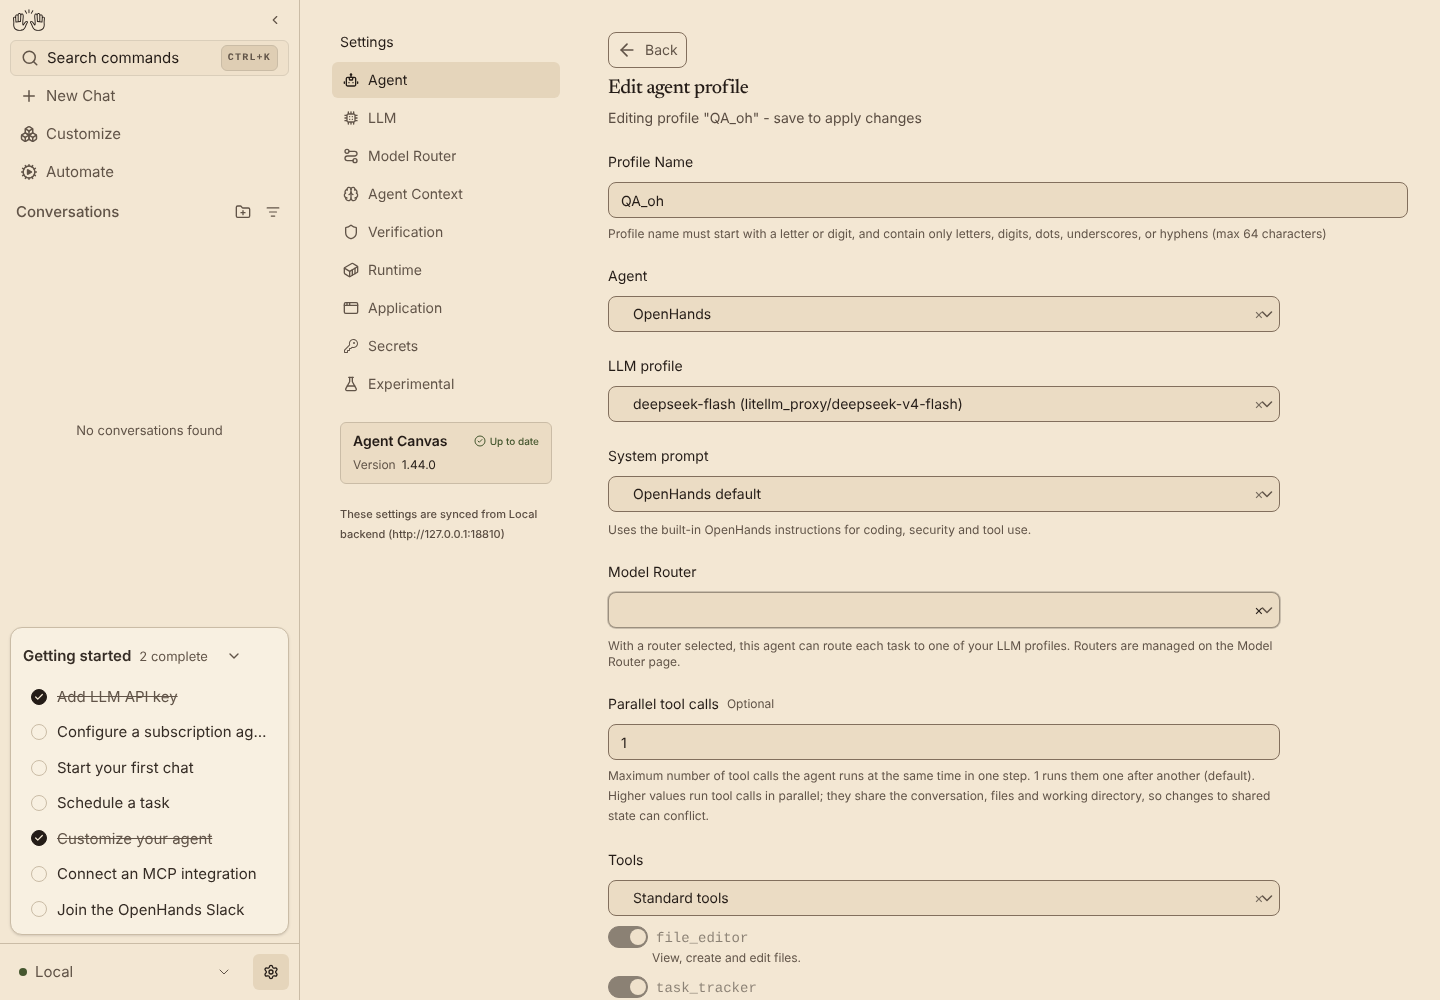 Search commands
CTRL+K
New Chat
Customize
Automate
Conversations
No conversations found
Getting started 2 complete
Add LLM API key
Configure a subscription ag...
Start your first chat
Schedule a task
Customize your agent
Connect an MCP integration
Join the OpenHands Slack
Local
Settings
Agent
LLM
Model Router
Agent Context
Verification
Runtime
Application
Secrets
Experimental
Agent Canvas
Up to date
Version 1.44.0
These settings are synced from Local
backend (http://127.0.0.1:18810)
Back
Edit agent profile
Editing profile "QA_oh" - save to apply changes
Profile Name
QA_oh
Profile name must start with a letter or digit, and contain only letters, digits, dots, underscores, or hyphens (max 64 characters)
Agent
OpenHands
LLM profile
deepseek-flash (litellm_proxy/deepseek-v4-flash)
System prompt
OpenHands default
Uses the built-in OpenHands instructions for coding, security and tool use.
Model Router
With a router selected, this agent can route each task to one of your LLM profiles. Routers are managed on the Model
Router page.
Parallel tool calls Optional
1
Maximum number of tool calls the agent runs at the same time in one step. 1 runs them one after another (default).
Higher values run tool calls in parallel; they share the conversation, files and working directory, so changes to shared
state can conflict.
Tools
Standard tools
file_editor
View, create and edit files.
task_tracker